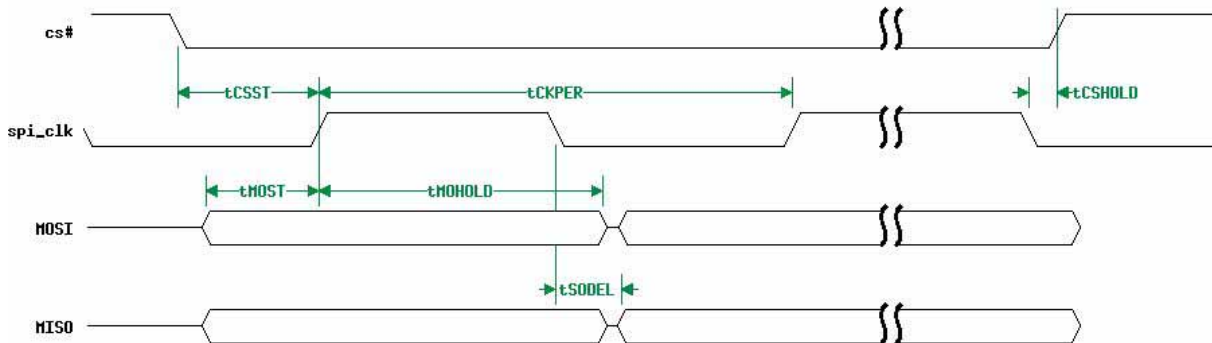 cs#
tCSST
tCKPER
tCSHOLD
spi_clk
tMOST
tMOHOLD
MOSI
tSODEL
MISO